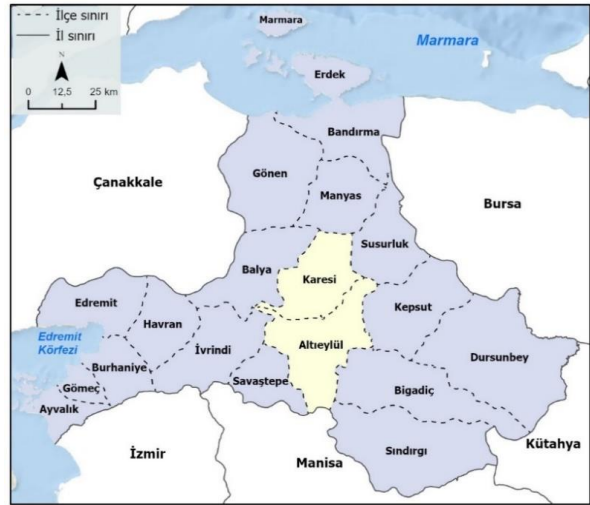 İlçe sınırı
İl sınırı
N
0 12,5 25 km
Marmara
Marmara
Erdek
Bandırma
Gönen
Çanakkale
Manyas
Bursa
Susurluk
Balya
Karesi
Edremit
Kepsut
Havran
Edremit
Körfezi
İvrindi
Altıeylül
Dursunbey
Burhaniye
Savaştepe
Gömeç
Bigadiç
Ayvalık
Kütahya
İzmir
Manisa
Sındırgı